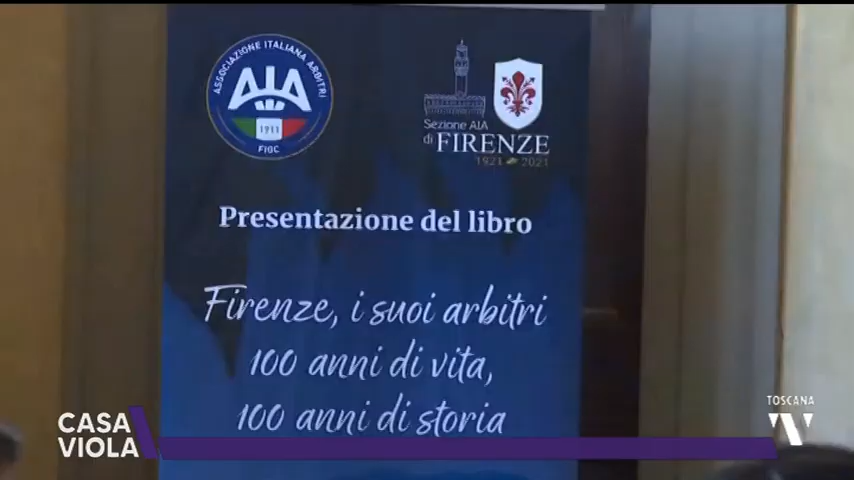 ASSOCIAZIONE ITALIANA ARBITRI
AIA
1911
FIGC
Sezione AIA
di FIRENZE
1921 2021
Presentazione del libro
Firenze, i suoi arbitri
100 anni di vita,
100 anni di storia
CASA
VIOLA
TOSCANA
TV